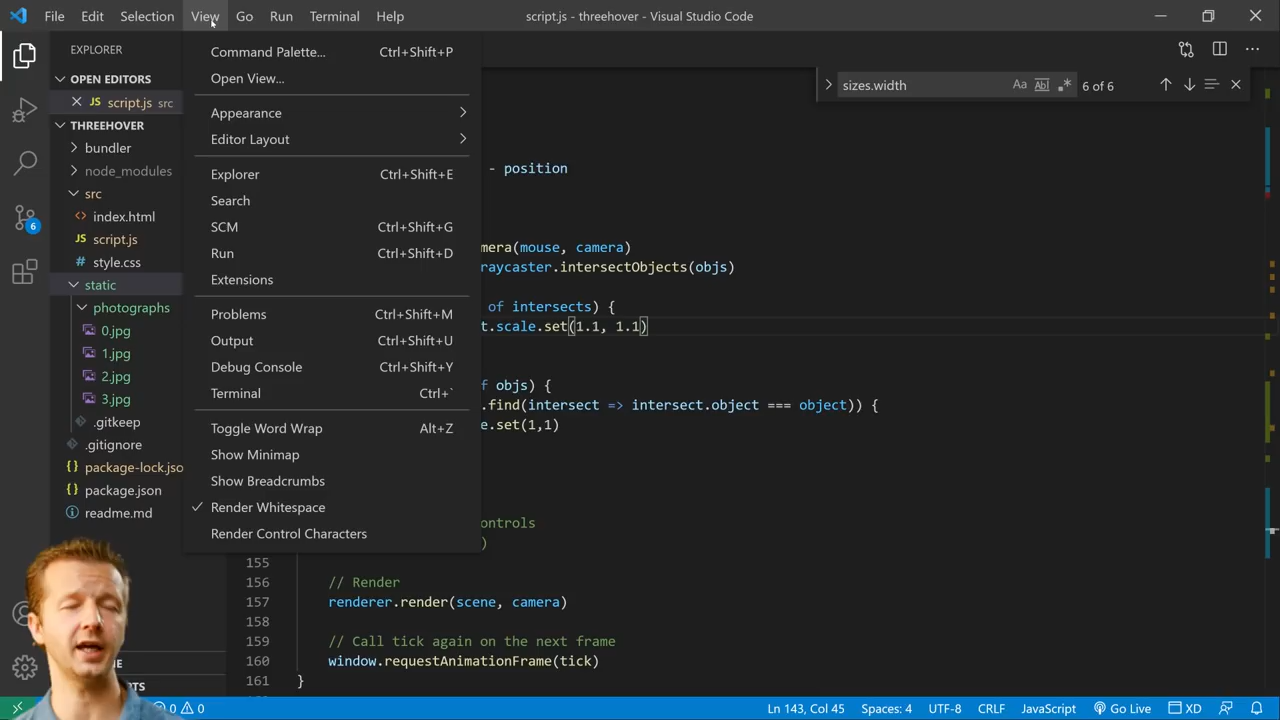 File Edit Selection View Go Run Terminal Help
script.js - threehover - Visual Studio Code
EXPLORER
OPEN EDITORS
JS script.js src
THREEHOVER
bundler
node_modules
src
<> index.html
JS script.js
style.css
static
photographs
0.jpg
1.jpg
2.jpg
3.jpg
.gitkeep
.gitignore
{} package-lock.jso
{} package.json
readme.md
6
Command Palette... Ctrl+Shift+P
Open View...
Appearance
Editor Layout
Explorer Ctrl+Shift+E
Search
SCM Ctrl+Shift+G
Run Ctrl+Shift+D
Extensions
Problems Ctrl+Shift+M
Output Ctrl+Shift+U
Debug Console Ctrl+Shift+Y
Terminal Ctrl+`
Toggle Word Wrap Alt+Z
Show Minimap
Show Breadcrumbs
Render Whitespace
Render Control Characters
sizes.width Aa Abl .* 6 of 6
- position
mera(mouse, camera)
raycaster.intersectObjects(objs)
of intersects) {
t.scale.set(1.1, 1.1)
f objs) {
.find(intersect => intersect.object === object)) {
e.set(1,1)
ontrols
)
155
156 // Render
157 renderer.render(scene, camera)
158
159 // Call tick again on the next frame
160 window.requestAnimationFrame(tick)
161 }
0 0
Ln 143, Col 45 Spaces: 4 UTF-8 CRLF JavaScript Go Live XD